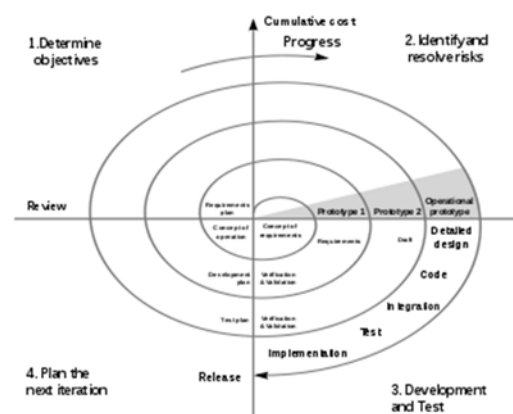 Cumulative cost
Progress
1.Determine
objectives
2. Identify and
resolve risks
Review
Requirements
plan
Prototype 1
Prototype 2
Operational
prototype
Concept of
operation
Concept of
requirements
Requirements
Draft
Detailed
design
Development
plan
Verification
& Validation
Code
Integration
Test plan
Verification
& Validation
Test
Implementation
4. Plan the
next iteration
Release
3. Development
and Test